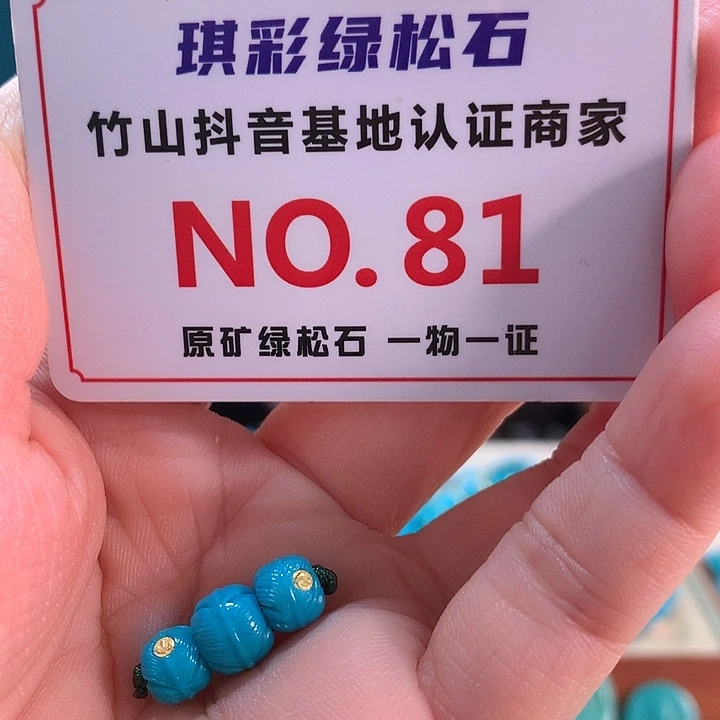 琪彩绿松石
竹山抖音基地认证商家
NO.81
原矿绿松石 一物一证